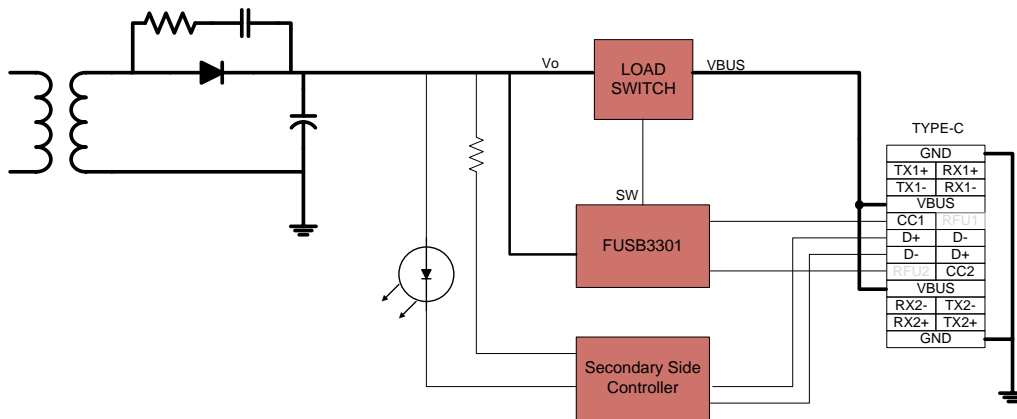 Vo
LOAD
SWITCH
VBUS
SW
FUSB3301
Secondary Side
Controller
TYPE-C
GND
TX1+ RX1+
TX1- RX1-
VBUS
CC1 RFU1
D+ D-
D- D+
RFU2 CC2
VBUS
RX2- TX2-
RX2+ TX2+
GND